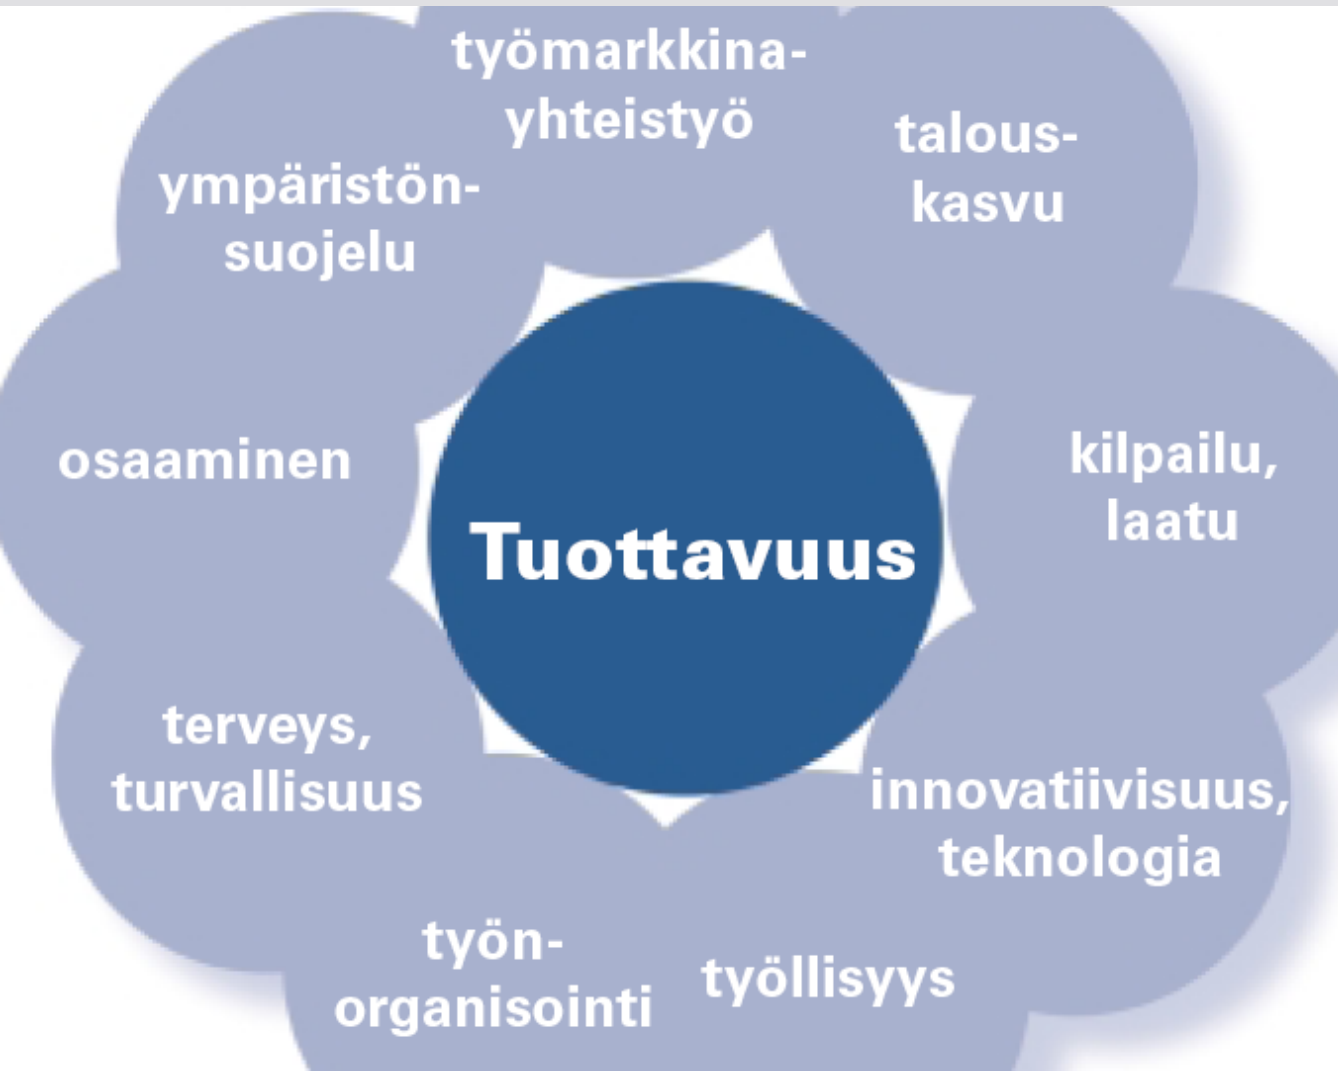 työmarkkina-
yhteistyö
talous-
kasvu
ympäristön-
suojelu
kilpailu,
laatu
osaaminen
Tuottavuus
terveys,
turvallisuus
innovatiivisuus,
teknologia
työn-
organisointi
työllisyys